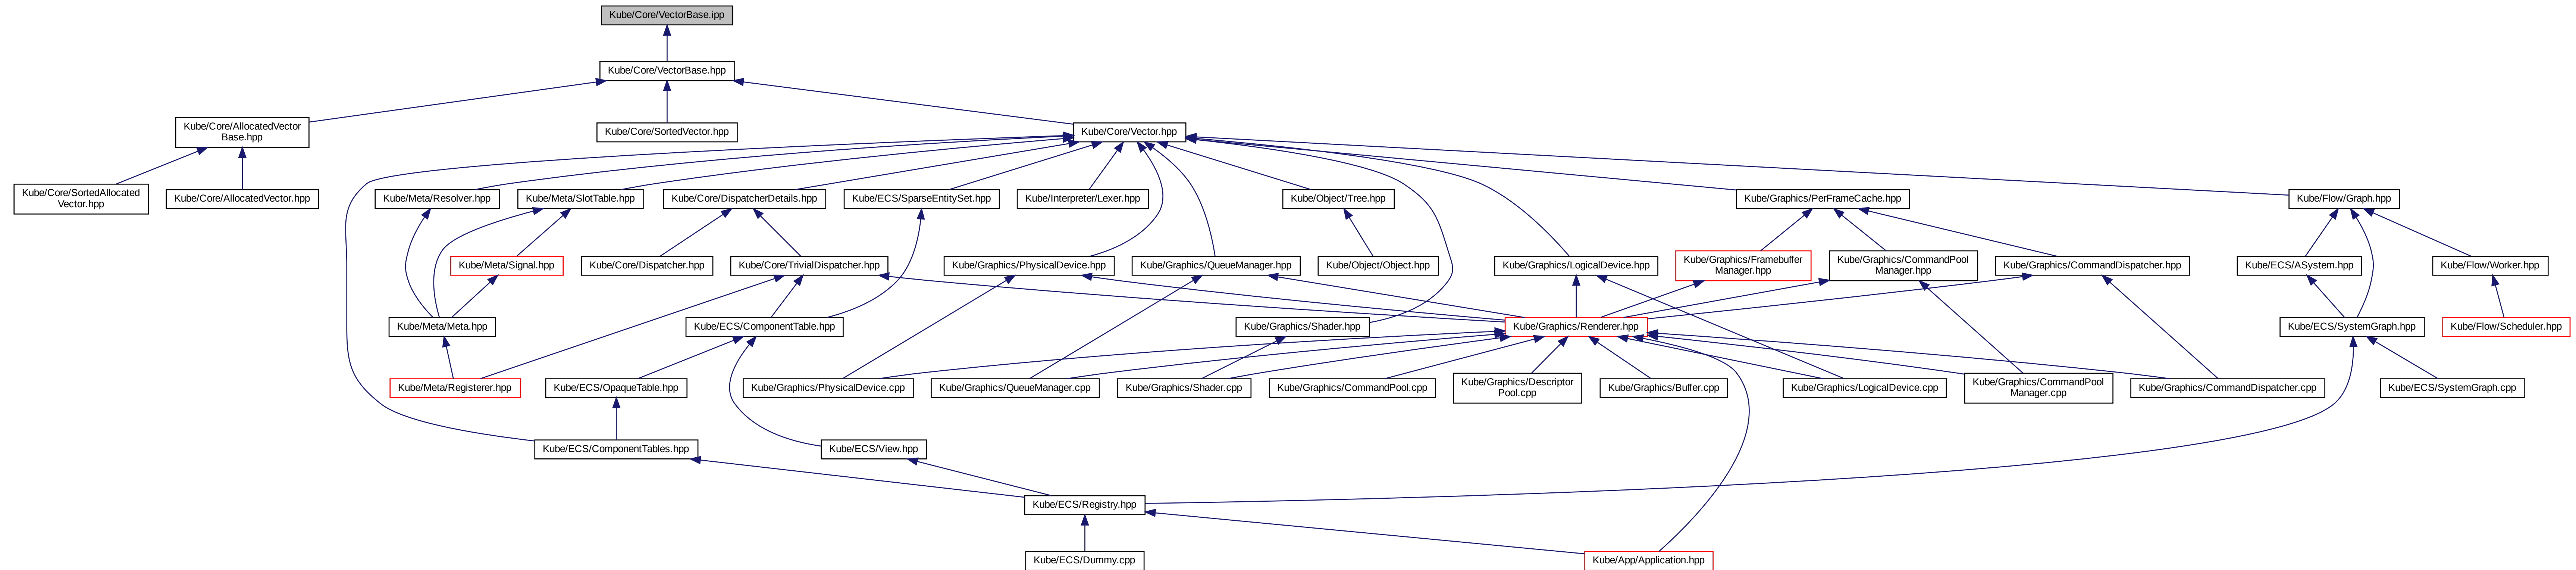 Kube/Core/VectorBase.ipp
Kube/Core/VectorBase.hpp
Kube/Core/AllocatedVector
Base.hpp
Kube/Core/SortedVector.hpp
Kube/Core/Vector.hpp
Kube/Core/SortedAllocated
Vector.hpp
Kube/Core/AllocatedVector.hpp
Kube/Meta/Resolver.hpp
Kube/Meta/SlotTable.hpp
Kube/Core/DispatcherDetails.hpp
Kube/ECS/SparseEntitySet.hpp
Kube/Interpreter/Lexer.hpp
Kube/Object/Tree.hpp
Kube/Graphics/PerFrameCache.hpp
Kube/Flow/Graph.hpp
Kube/Meta/Signal.hpp
Kube/Core/Dispatcher.hpp
Kube/Core/TrivialDispatcher.hpp
Kube/Graphics/PhysicalDevice.hpp
Kube/Graphics/QueueManager.hpp
Kube/Object/Object.hpp
Kube/Graphics/LogicalDevice.hpp
Kube/Graphics/Framebuffer
Manager.hpp
Kube/Graphics/CommandPool
Manager.hpp
Kube/Graphics/CommandDispatcher.hpp
Kube/ECS/ASystem.hpp
Kube/Flow/Worker.hpp
Kube/Meta/Meta.hpp
Kube/ECS/ComponentTable.hpp
Kube/Graphics/Shader.hpp
Kube/Graphics/Renderer.hpp
Kube/ECS/SystemGraph.hpp
Kube/Flow/Scheduler.hpp
Kube/Meta/Registerer.hpp
Kube/ECS/OpaqueTable.hpp
Kube/Graphics/PhysicalDevice.cpp
Kube/Graphics/QueueManager.cpp
Kube/Graphics/Shader.cpp
Kube/Graphics/CommandPool.cpp
Kube/Graphics/Descriptor
Pool.cpp
Kube/Graphics/Buffer.cpp
Kube/Graphics/LogicalDevice.cpp
Kube/Graphics/CommandPool
Manager.cpp
Kube/Graphics/CommandDispatcher.cpp
Kube/ECS/SystemGraph.cpp
Kube/ECS/ComponentTables.hpp
Kube/ECS/View.hpp
Kube/ECS/Registry.hpp
Kube/ECS/Dummy.cpp
Kube/App/Application.hpp